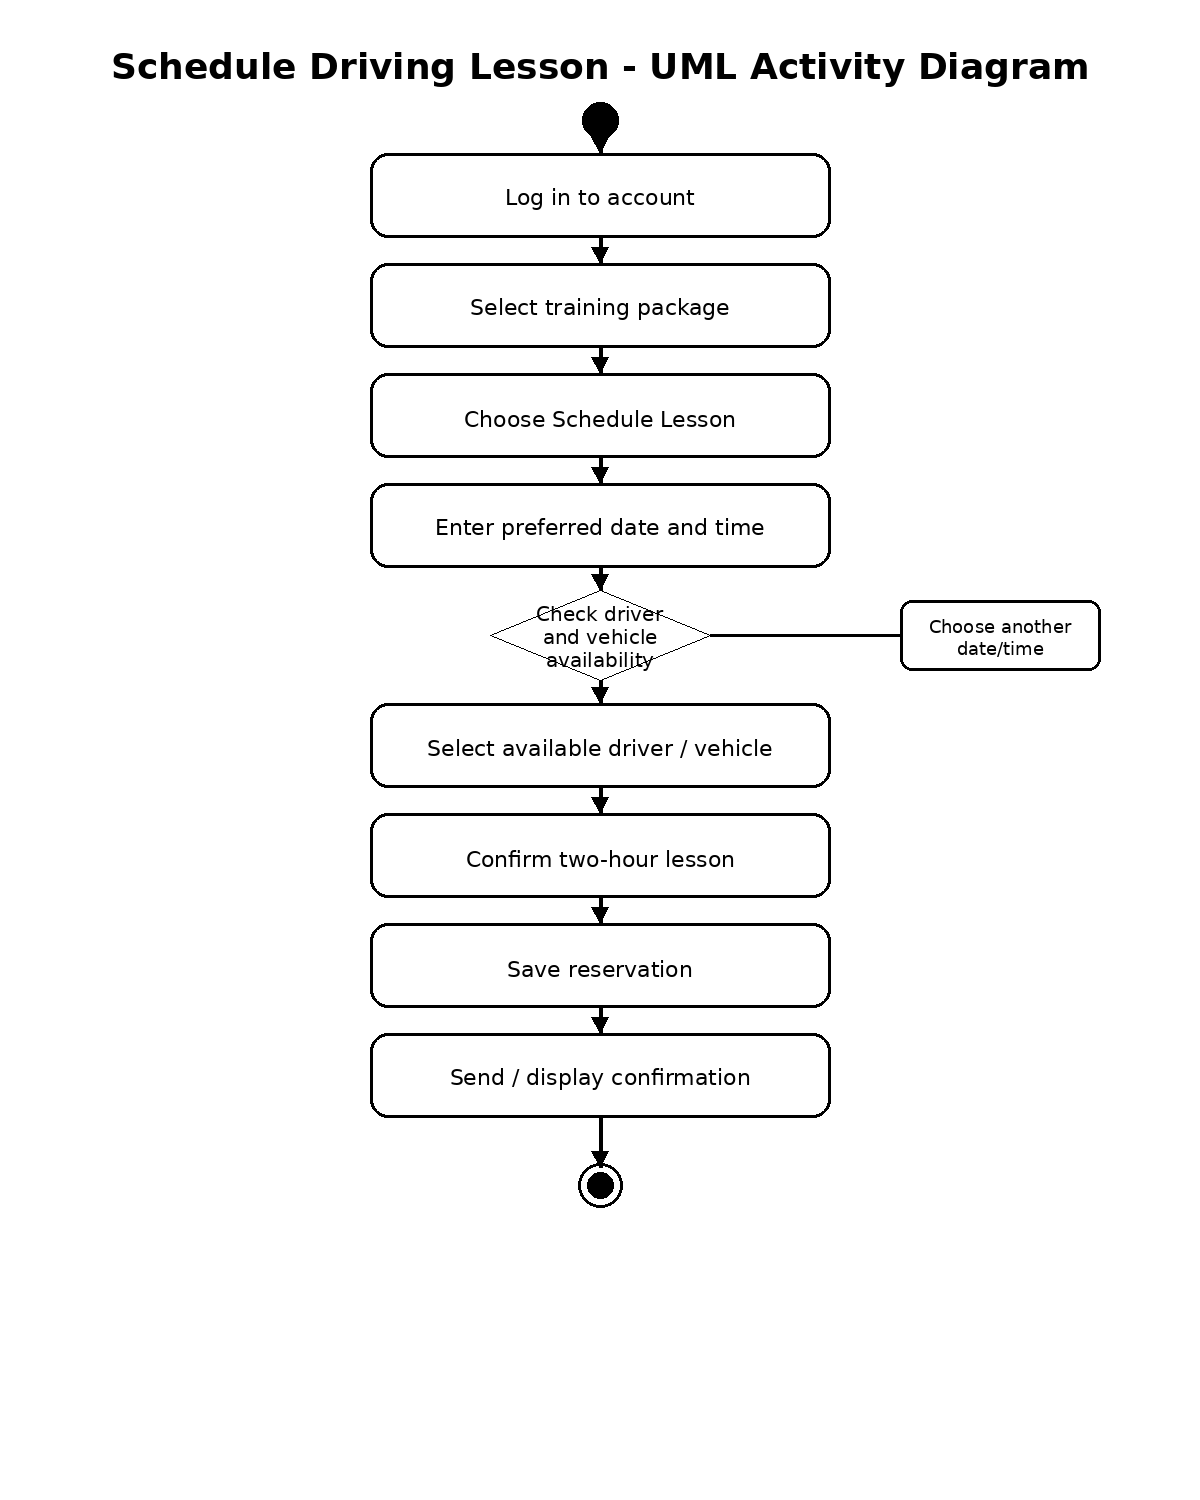 Schedule Driving Lesson - UML Activity Diagram
Log in to account
Select training package
Choose Schedule Lesson
Enter preferred date and time
Check driver
and vehicle
availability
Choose another
date/time
Select available driver / vehicle
Confirm two-hour lesson
Save reservation
Send / display confirmation